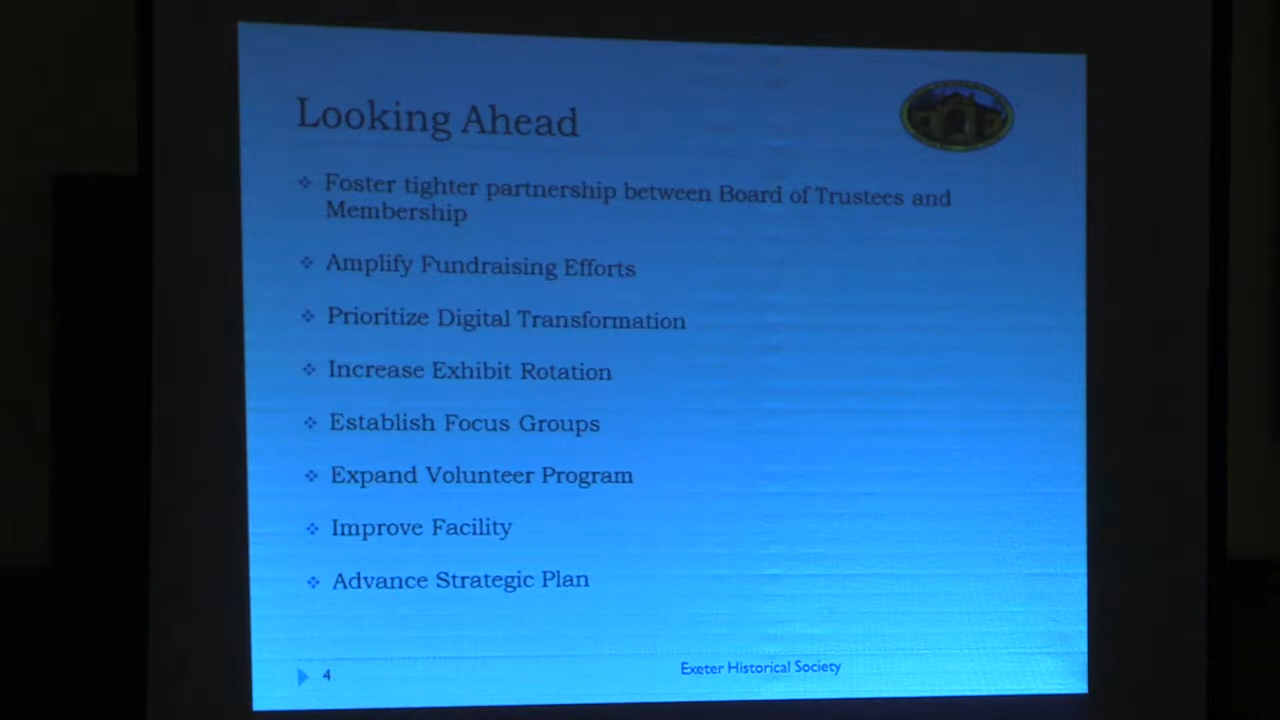 Looking Ahead
Foster tighter partnership between Board of Trustees and
Membership
Amplify Fundraising Efforts
Prioritize Digital Transformation
Increase Exhibit Rotation
Establish Focus Groups
Expand Volunteer Program
Improve Facility
Advance Strategic Plan
4
Exeter Historical Society